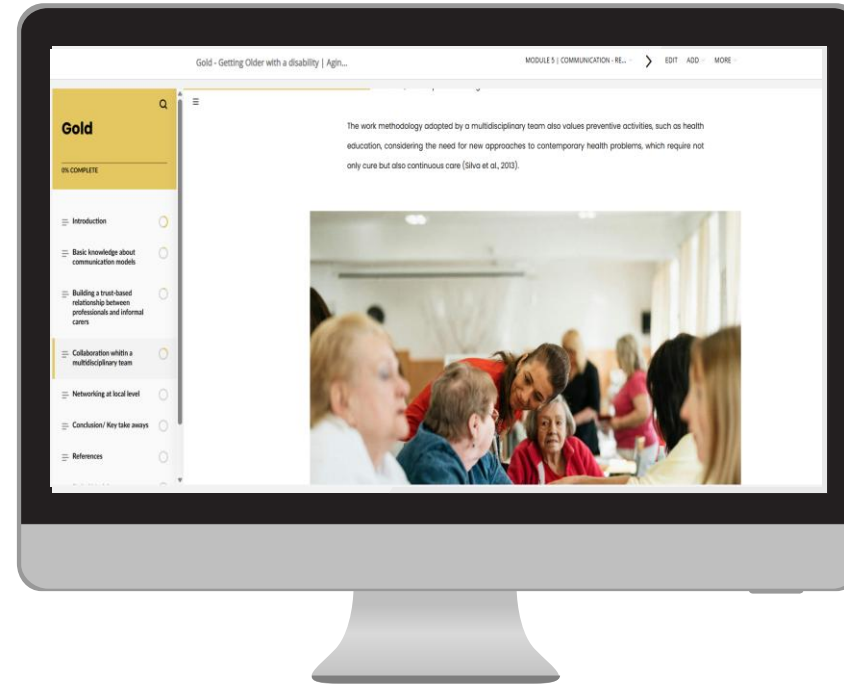 Gold - Getting Older with a disability | Agin...
MODULE 5 | COMMUNICATION - RE...
EDIT ADD MORE
Gold
0% COMPLETE
Introduction
Basic knowledge about
communication models
Building a trust-based
relationship between
professionals and informal
carers
Collaboration whitin a
multidisciplinary team
Networking at local level
Conclusion/ Key take aways
References
The work methodology adopted by a multidisciplinary team also values preventive activities, such as health
education, considering the need for new approaches to contemporary health problems, which require not
only cure but also continuous care (Silva et al., 2013).